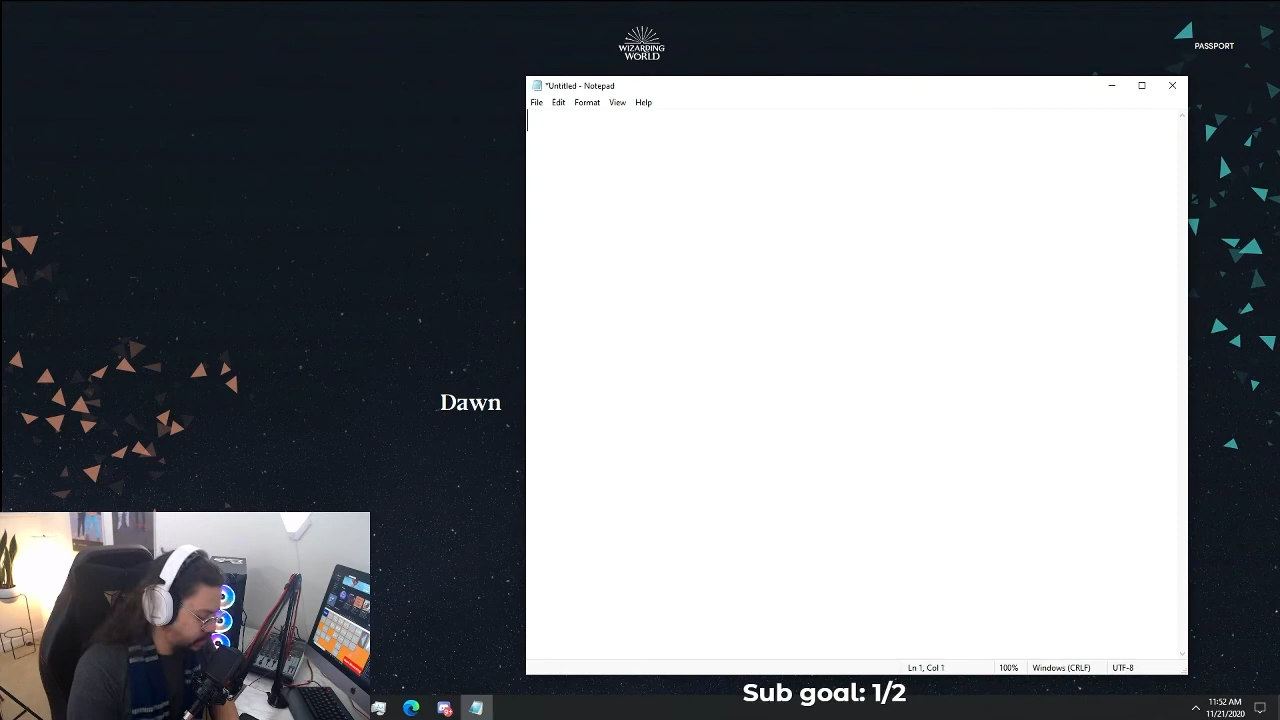 WIZARDING
WORLD
PASSPORT
*Untitled - Notepad
File Edit Format View Help
Dawn
Ln 1, Col 1 100% Windows (CRLF) UTF-8
Sub goal: 1/2
11:52 AM
11/21/2020